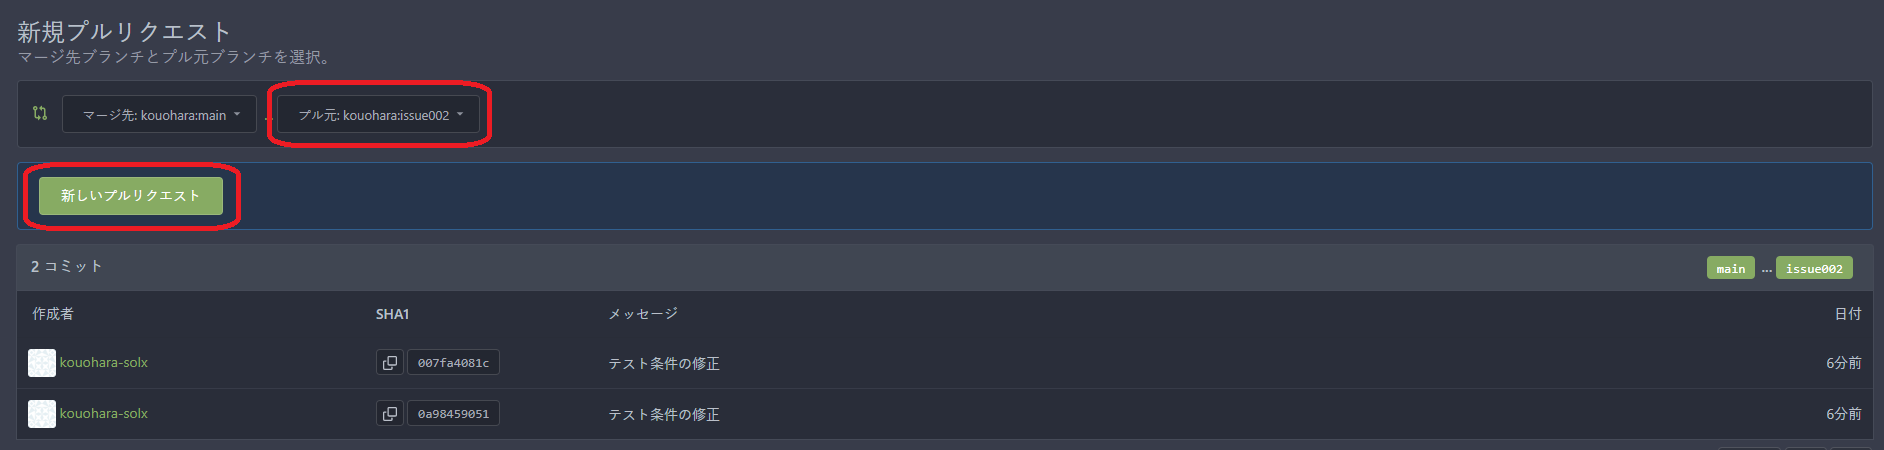 新規プルリクエスト
マージ先ブランチとプル元ブランチを選択。
マージ先: kouohara:main ... プル元: kouohara:issue002
新しいプルリクエスト
2 コミット main ... issue002
作成者 SHA1 メッセージ 日付
kouohara-solx 007fa4081c テスト条件の修正 6分前
kouohara-solx 0a98459051 テスト条件の修正 6分前